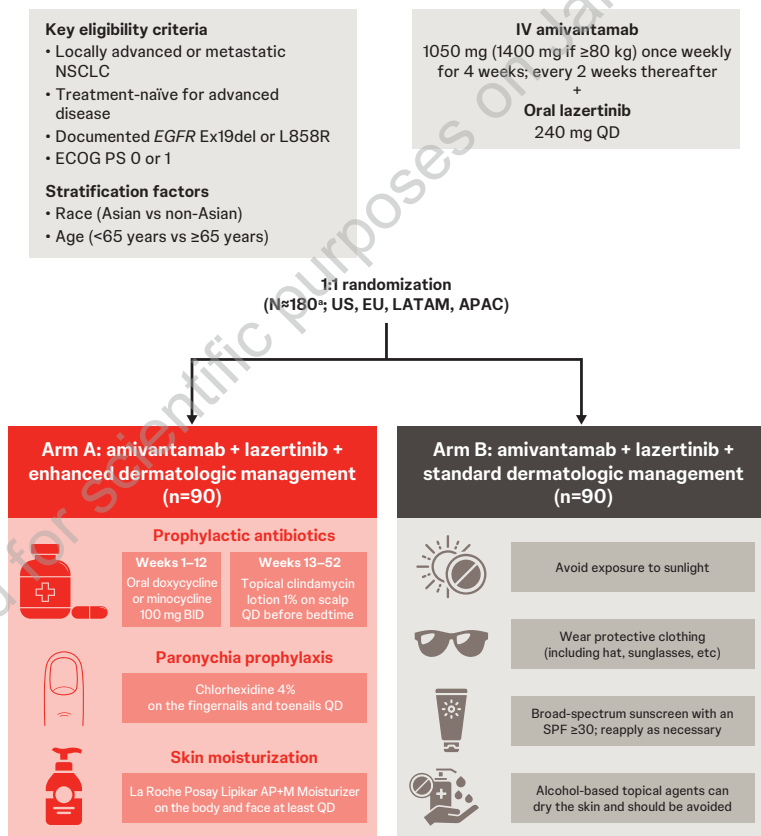 Key eligibility criteria
• Locally advanced or metastatic
NSCLC
• Treatment-naïve for advanced
disease
• Documented EGFR Ex19del or L858R
• ECOG PS 0 or 1
Stratification factors
• Race (Asian vs non-Asian)
• Age (<65 years vs ≥65 years)
IV amivantamab
1050 mg (1400 mg if ≥80 kg) once weekly
for 4 weeks; every 2 weeks thereafter
+
Oral lazertinib
240 mg QD
1:1 randomization
(N≈180ª; US, EU, LATAM, APAC)
Arm A: amivantamab + lazertinib +
enhanced dermatologic management
(n=90)
Prophylactic antibiotics
Weeks 1–12
Oral doxycycline
or minocycline
100 mg BID
Weeks 13–52
Topical clindamycin
lotion 1% on scalp
QD before bedtime
Paronychia prophylaxis
Chlorhexidine 4%
on the fingernails and toenails QD
Skin moisturization
La Roche Posay Lipikar AP+M Moisturizer
on the body and face at least QD
Arm B: amivantamab + lazertinib +
standard dermatologic management
(n=90)
Avoid exposure to sunlight
Wear protective clothing
(including hat, sunglasses, etc)
Broad-spectrum sunscreen with an
SPF ≥30; reapply as necessary
Alcohol-based topical agents can
dry the skin and should be avoided
for scientific purposes on